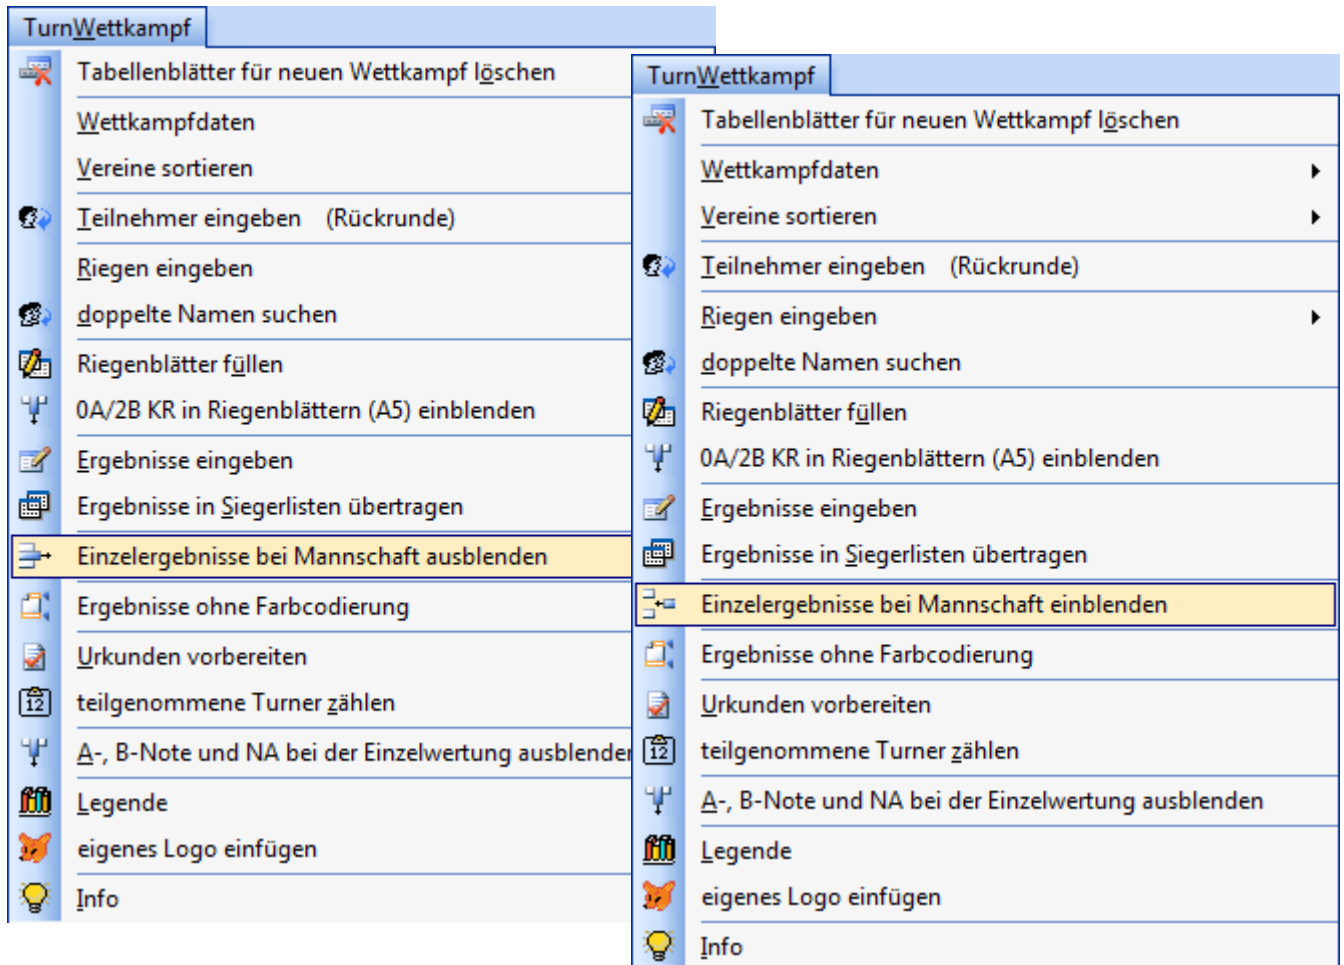 TurnWettkampf
Tabellenblätter für neuen Wettkampf löschen
Wettkampfdaten
Vereine sortieren
Teilnehmer eingeben (Rückrunde)
Riegen eingeben
doppelte Namen suchen
Riegenblätter füllen
0A/2B KR in Riegenblättern (A5) einblenden
Ergebnisse eingeben
Ergebnisse in Siegerlisten übertragen
Einzelergebnisse bei Mannschaft ausblenden
Ergebnisse ohne Farbcodierung
Urkunden vorbereiten
12 teilgenommene Turner zählen
A-, B-Note und NA bei der Einzelwertung ausblenden
Legende
eigenes Logo einfügen
Info
TurnWettkampf
Tabellenblätter für neuen Wettkampf löschen
Wettkampfdaten
Vereine sortieren
Teilnehmer eingeben (Rückrunde)
Riegen eingeben
doppelte Namen suchen
Riegenblätter füllen
0A/2B KR in Riegenblättern (A5) einblenden
Ergebnisse eingeben
Ergebnisse in Siegerlisten übertragen
Einzelergebnisse bei Mannschaft einblenden
Ergebnisse ohne Farbcodierung
Urkunden vorbereiten
12 teilgenommene Turner zählen
A-, B-Note und NA bei der Einzelwertung ausblenden
Legende
eigenes Logo einfügen
Info